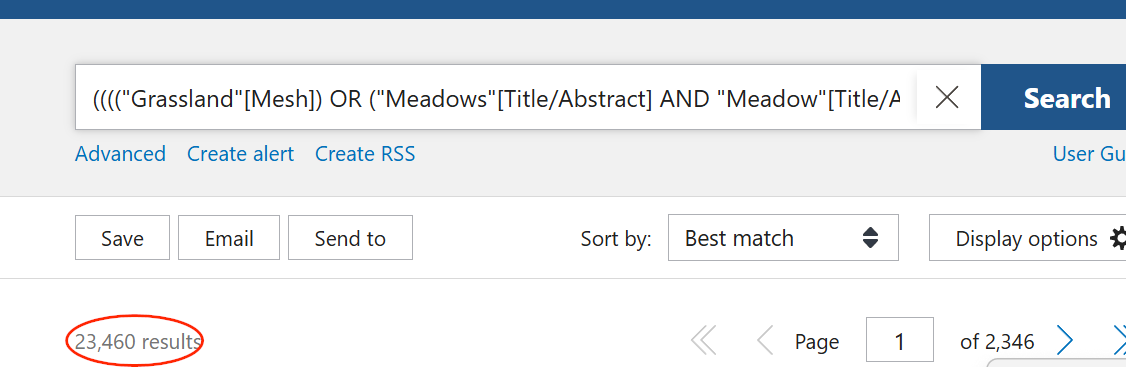 (((("Grassland"[Mesh]) OR ("Meadows"[Title/Abstract] AND "Meadow"[Title/A
Search
Advanced Create alert Create RSS User Gu
Save Email Send to Sort by: Best match Display options
23,460 results Page 1 of 2,346